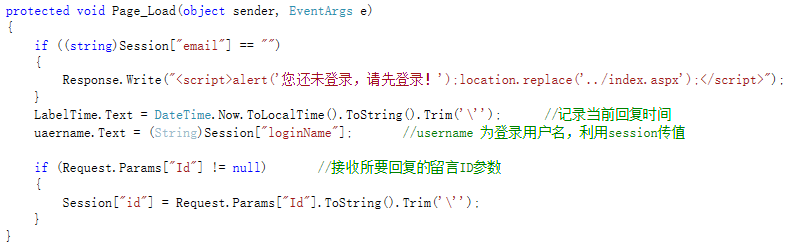 protected void Page_Load(object sender, EventArgs e)
{
if ((string)Session["email"] == "")
{
Response.Write("<script>alert('您还未登录，请先登录！');location.replace('../index.aspx');</script>");
}
LabelTime.Text = DateTime.Now.ToLocalTime().ToString().Trim('\''); //记录当前回复时间
uaername.Text = (String)Session["loginName"]; //username 为登录用户名，利用session传值
if (Request.Params["Id"] != null) //接收所要回复的留言ID参数
{
Session["id"] = Request.Params["Id"].ToString().Trim('\'');
}
}